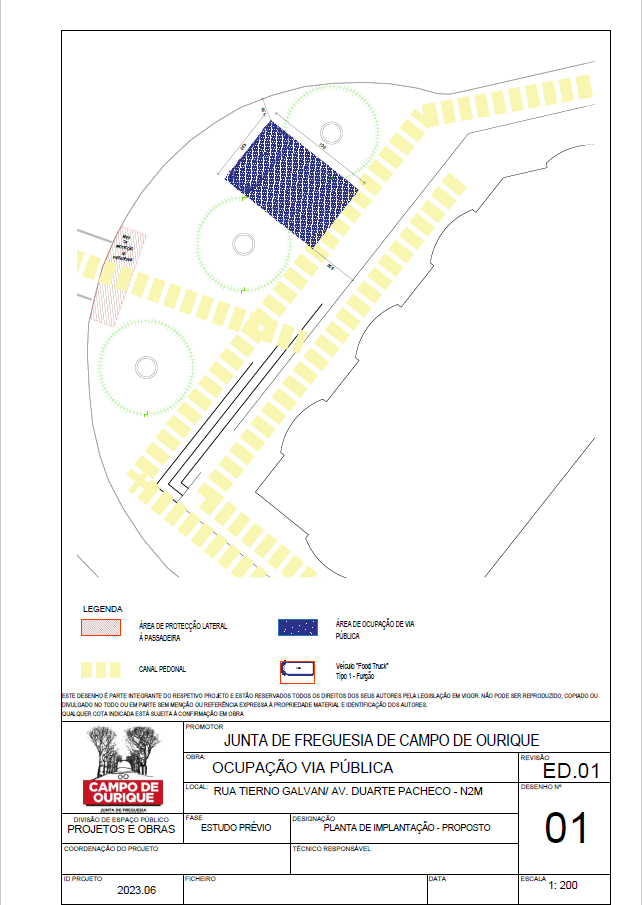 LEGENDA
ÁREA DE PROTECÇÃO LATERAL
À PASSADEIRA
ÁREA DE OCUPAÇÃO DE VIA
PÚBLICA
CANAL PEDONAL
Veículo "Food Truck"
Tipo 1 - Furgão
ESTE DESENHO É PARTE INTEGRANTE DO RESPETIVO PROJETO E ESTÃO RESERVADOS TODOS OS DIREITOS DOS SEUS AUTORES PELA LEGISLAÇÃO EM VIGOR. NÃO PODE SER REPRODUZIDO, COPIADO OU
DIVULGADO NO TODO OU EM PARTE SEM MENÇÃO OU REFERÊNCIA EXPRESSA À PROPRIEDADE MATERIAL E IDENTIFICAÇÃO DOS AUTORES.
QUALQUER COTA INDICADA ESTÁ SUJEITA À CONFIRMAÇÃO EM OBRA
PROMOTOR
JUNTA DE FREGUESIA DE CAMPO DE OURIQUE
OBRA:
OCUPAÇÃO VIA PÚBLICA
REVISÃO
ED.01
LOCAL:
RUA TIERNO GALVAN/ AV. DUARTE PACHECO - N2M
DESENHO Nº
01
CAMPO DE
OURIQUE
JUNTA DE FREGUESIA
DIVISÃO DE ESPAÇO PÚBLICO
PROJETOS E OBRAS
FASE
ESTUDO PRÉVIO
DESIGNAÇÃO
PLANTA DE IMPLANTAÇÃO - PROPOSTO
COORDENAÇÃO DO PROJETO
TÉCNICO RESPONSÁVEL
ID PROJETO
2023.06
FICHEIRO
DATA
ESCALA
1: 200